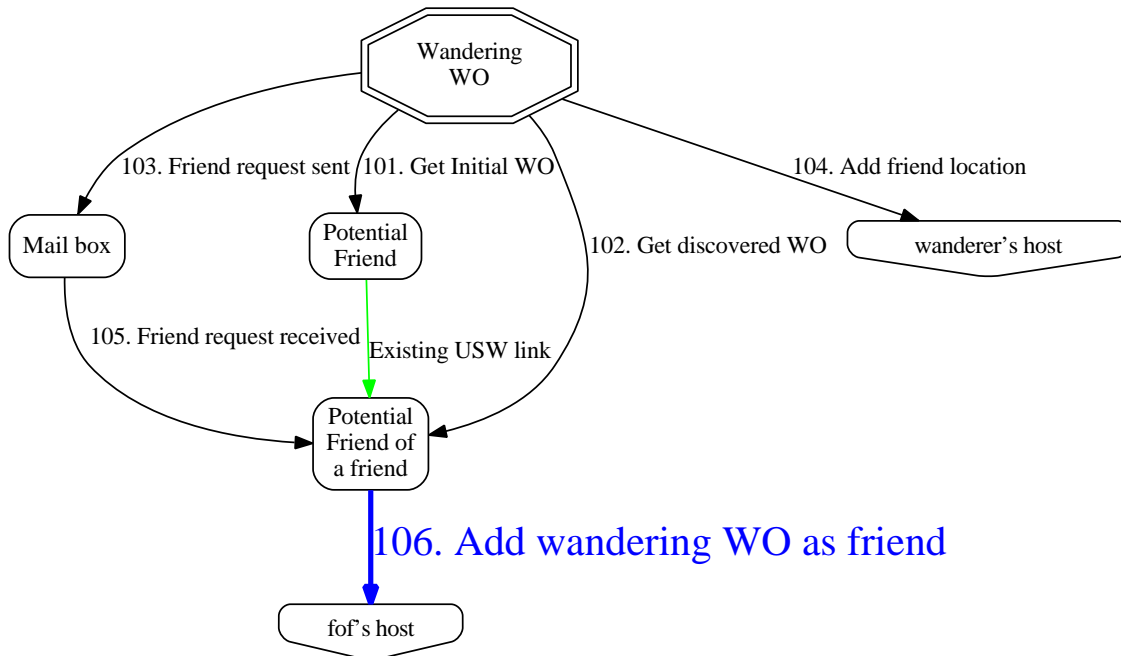 Wandering
WO
103. Friend request sent
101. Get Initial WO
104. Add friend location
Mail box
Potential
Friend
102. Get discovered WO
wanderer's host
105. Friend request received
Existing USW link
Potential
Friend of
a friend
106. Add wandering WO as friend
fof's host